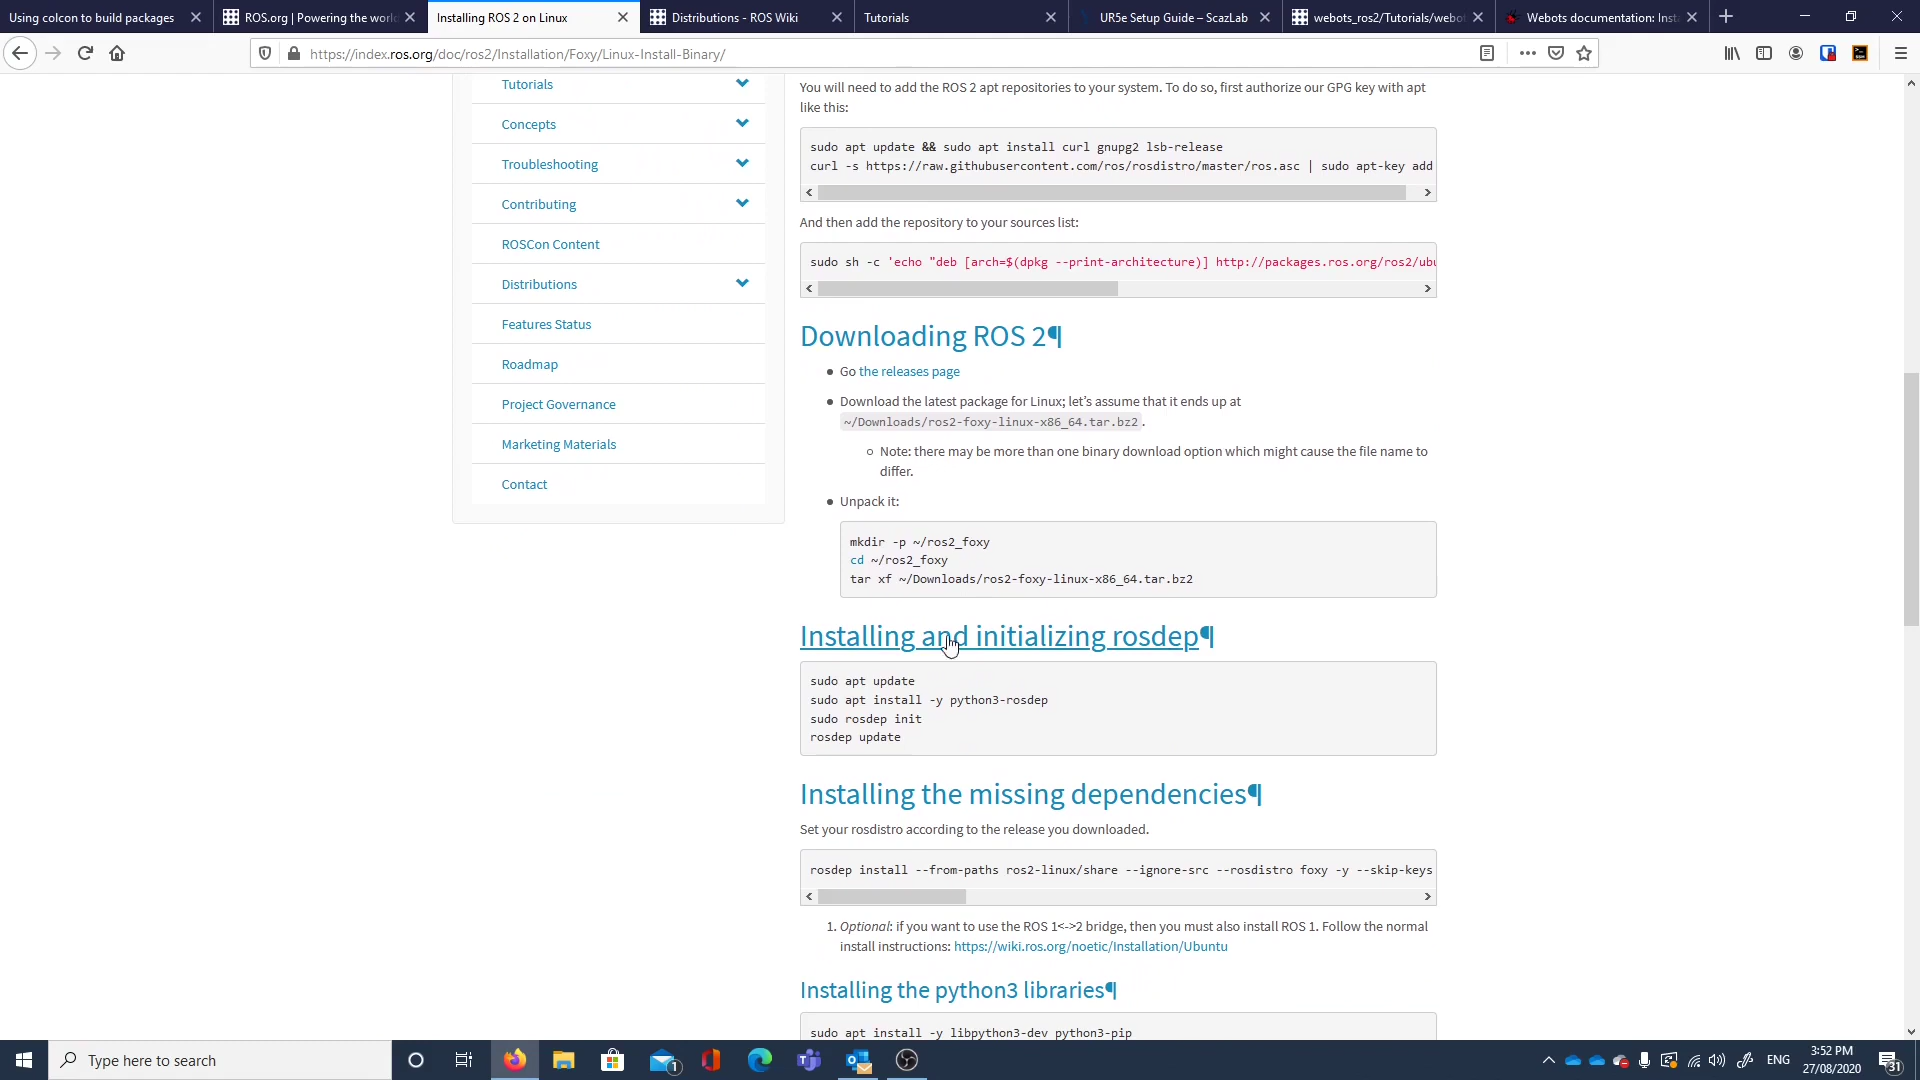 Using colcon to build packages
ROS.org | Powering the world
Installing ROS 2 on Linux
Distributions - ROS Wiki
Tutorials
UR5e Setup Guide – ScazLab
webots_ros2/Tutorials/webot
Webots documentation: Inst
https://index.ros.org/doc/ros2/Installation/Foxy/Linux-Install-Binary/
Tutorials
Concepts
Troubleshooting
Contributing
ROSCon Content
Distributions
Features Status
Roadmap
Project Governance
Marketing Materials
Contact
You will need to add the ROS 2 apt repositories to your system. To do so, first authorize our GPG key with apt
like this:
sudo apt update && sudo apt install curl gnupg2 lsb-release
curl -s https://raw.githubusercontent.com/ros/rosdistro/master/ros.asc | sudo apt-key add
And then add the repository to your sources list:
sudo sh -c 'echo "deb [arch=$(dpkg --print-architecture)] http://packages.ros.org/ros2/ubu
Downloading ROS 2¶
• Go the releases page
• Download the latest package for Linux; let’s assume that it ends up at
~/Downloads/ros2-foxy-linux-x86_64.tar.bz2.
○ Note: there may be more than one binary download option which might cause the file name to
differ.
• Unpack it:
mkdir -p ~/ros2_foxy
cd ~/ros2_foxy
tar xf ~/Downloads/ros2-foxy-linux-x86_64.tar.bz2
Installing and initializing rosdep¶
sudo apt update
sudo apt install -y python3-rosdep
sudo rosdep init
rosdep update
Installing the missing dependencies¶
Set your rosdistro according to the release you downloaded.
rosdep install --from-paths ros2-linux/share --ignore-src --rosdistro foxy -y --skip-keys
1. Optional: if you want to use the ROS 1<->2 bridge, then you must also install ROS 1. Follow the normal
install instructions: https://wiki.ros.org/noetic/Installation/Ubuntu
Installing the python3 libraries¶
sudo apt install -y libpython3-dev python3-pip
Type here to search
1
ENG
3:52 PM
27/08/2020
31